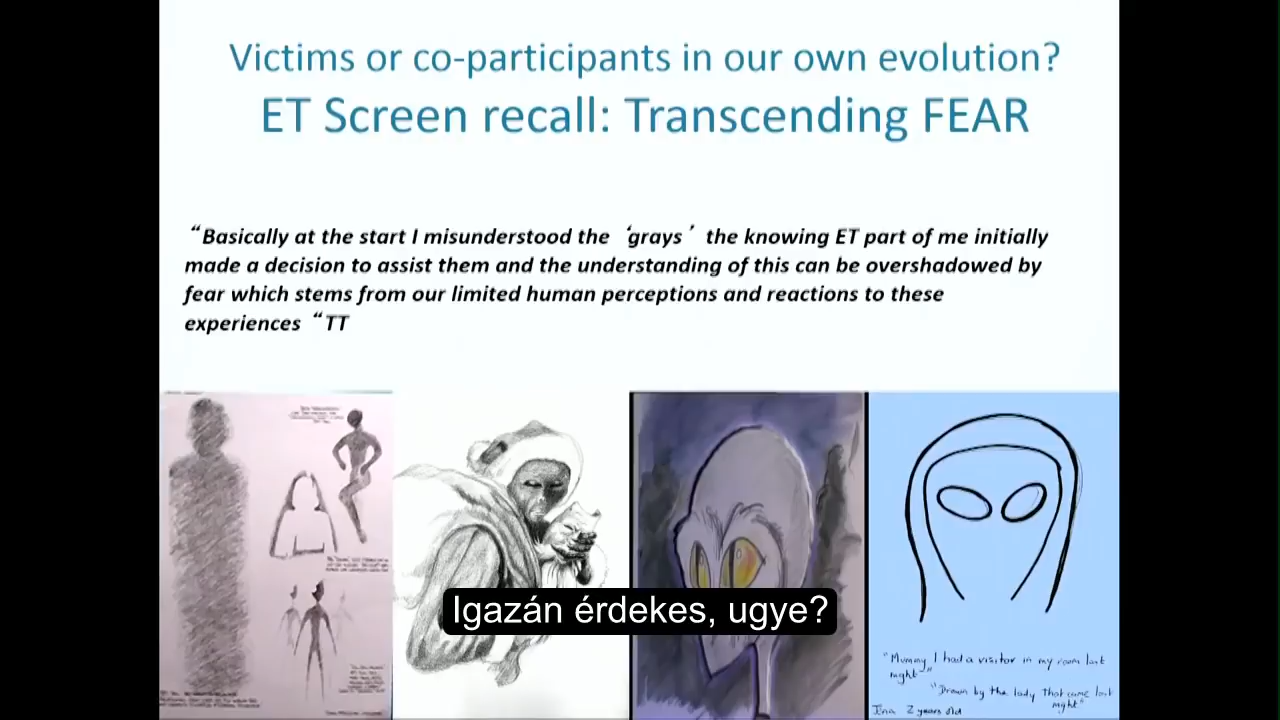 Victims or co-participants in our own evolution?
ET Screen recall: Transcending FEAR
“Basically at the start I misunderstood the ‘grays’ the knowing ET part of me initially
made a decision to assist them and the understanding of this can be overshadowed by
fear which stems from our limited human perceptions and reactions to these
experiences “TT
Igazán érdekes, ugye?
"Mummy, I had a visitor in my room last
night"
"Drawn by the lady that came last
night"
2 years old